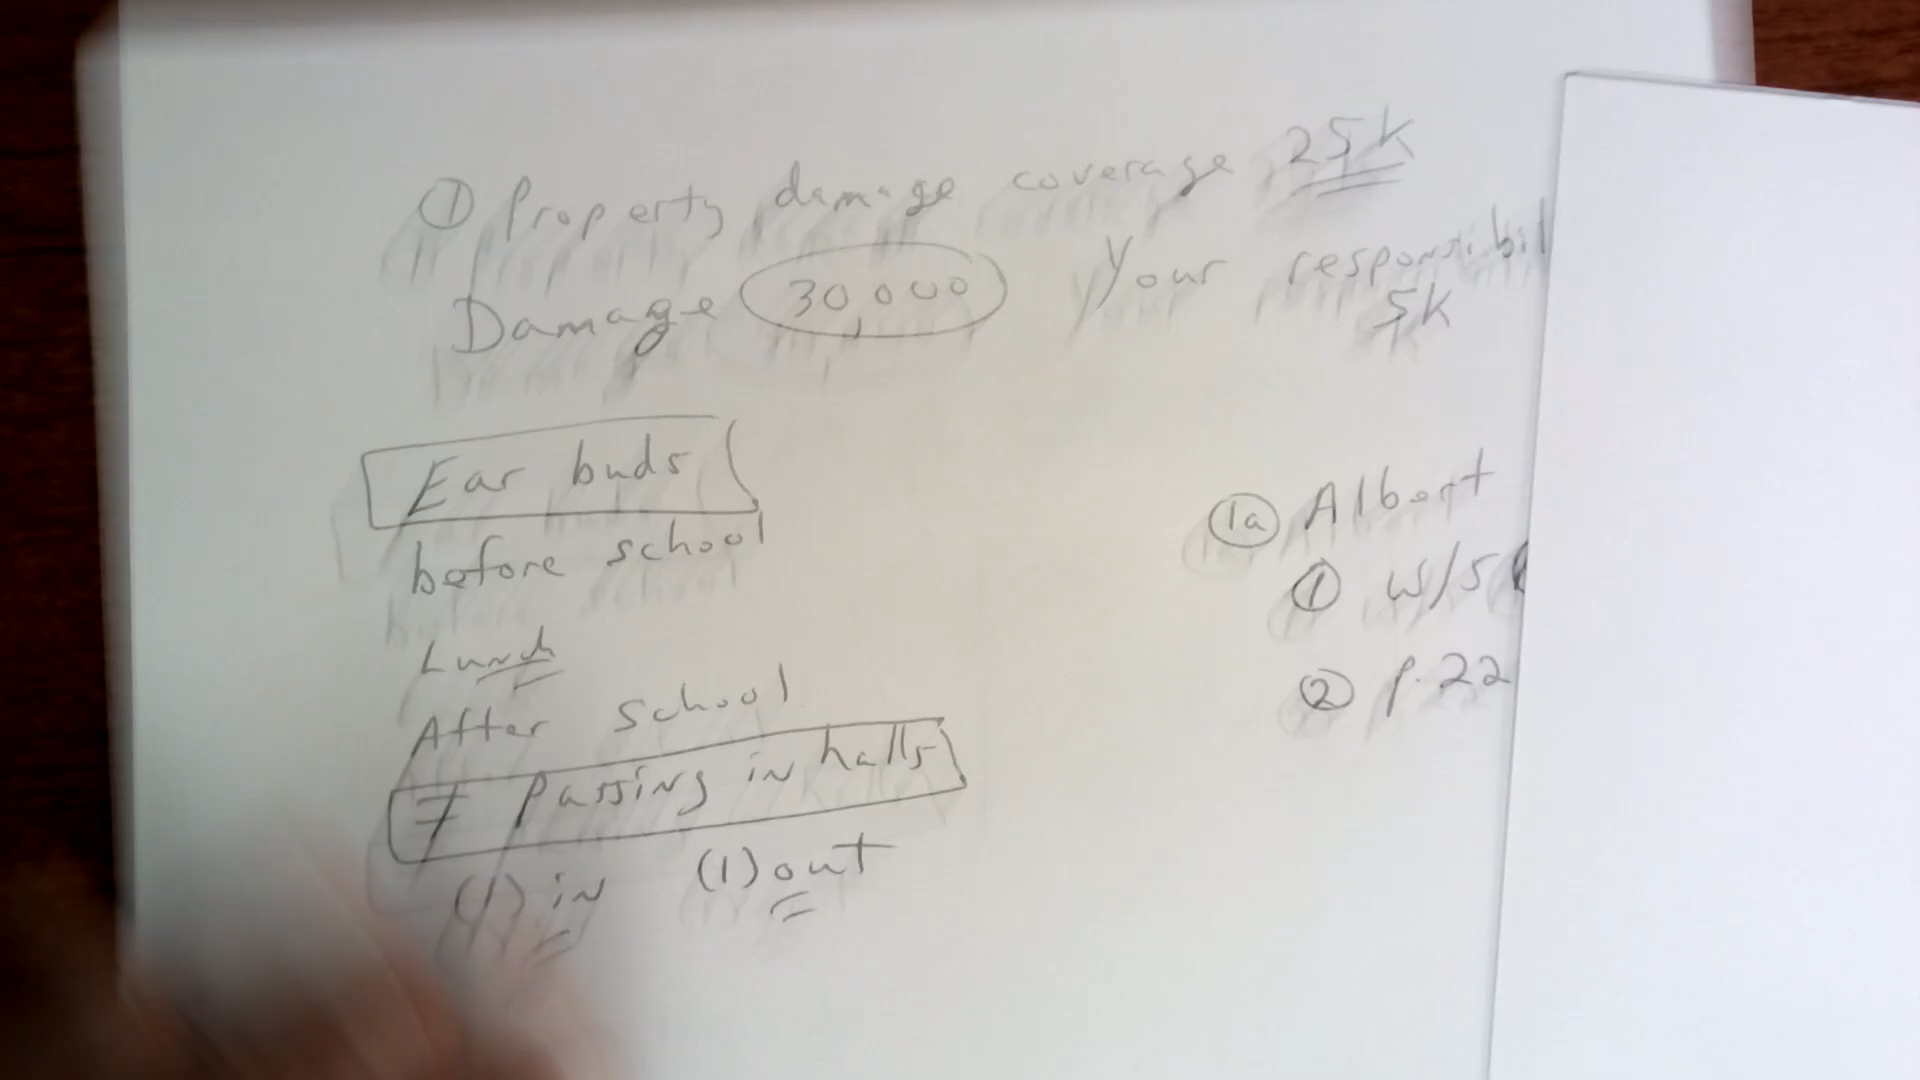 ① Property damage coverage 25K
Damage 30,000 Your responsibil
5K
Ear buds
before school
Lunch
After school
≠ Passing in halls
(1) in (1) out
1a Albert
① W/S
② p. 22